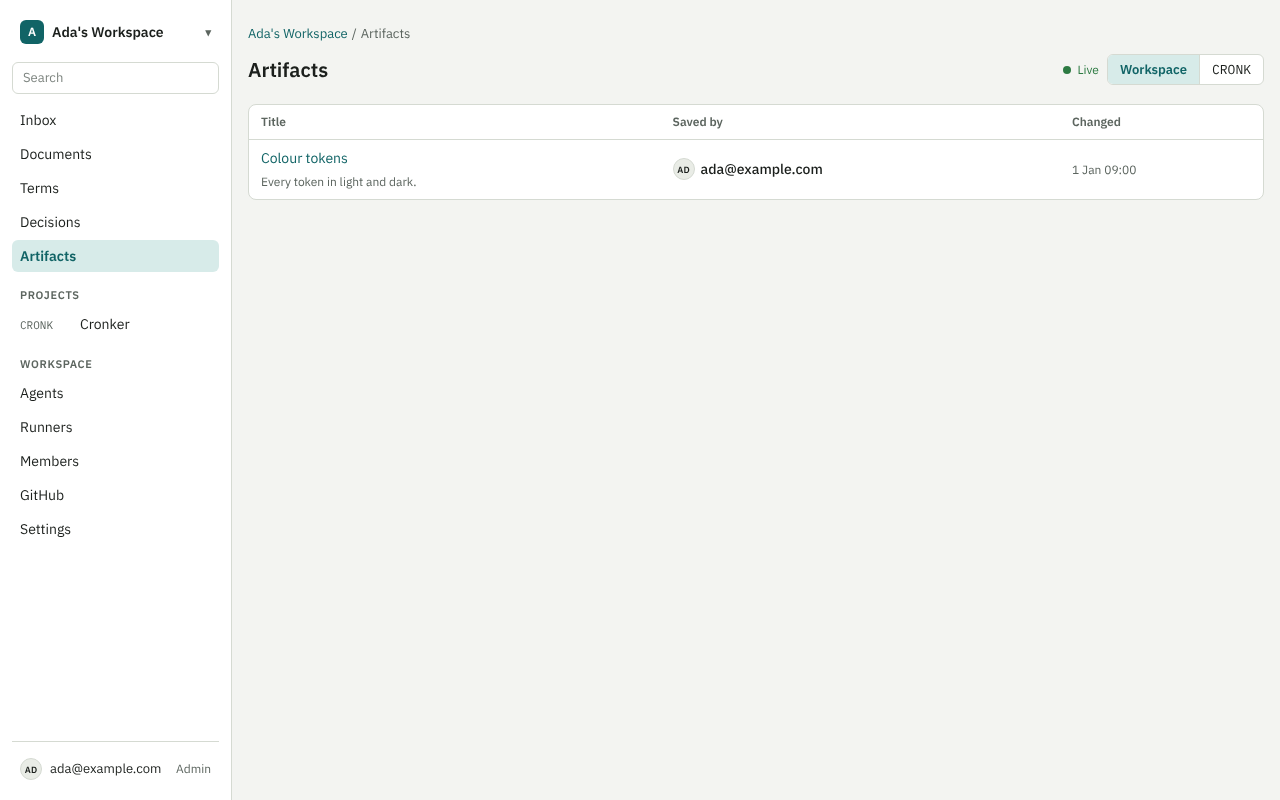 A Ada's Workspace ▾
Search
Inbox
Documents
Terms
Decisions
Artifacts
PROJECTS
CRONK Cronker
WORKSPACE
Agents
Runners
Members
GitHub
Settings
AD ada@example.com Admin
Ada's Workspace / Artifacts
Artifacts
Live Workspace CRONK
Title Saved by Changed
Colour tokens
Every token in light and dark.
AD ada@example.com
1 Jan 09:00